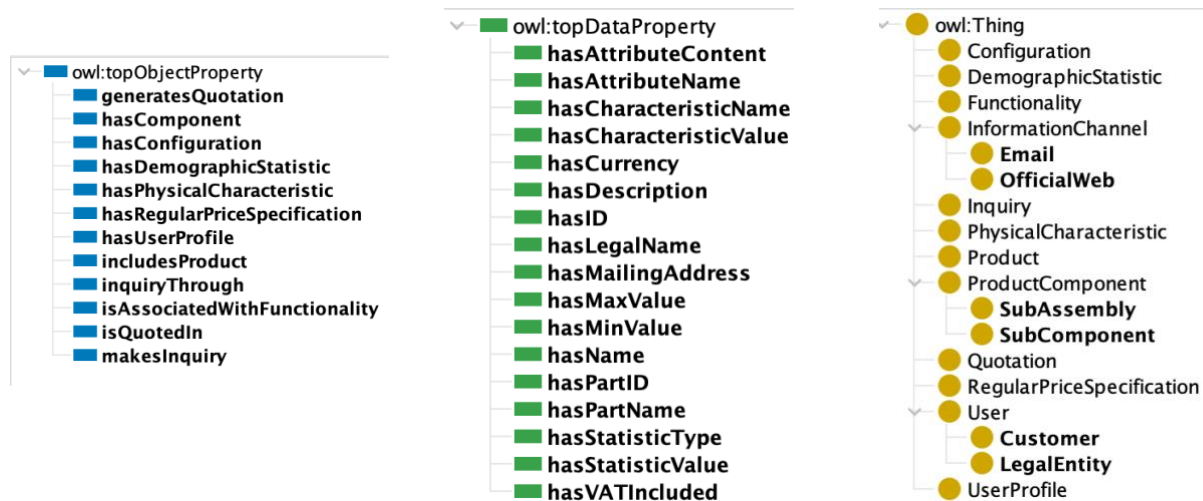 owl:topObjectProperty
generatesQuotation
hasComponent
hasConfiguration
hasDemographicStatistic
hasPhysicalCharacteristic
hasRegularPriceSpecification
hasUserProfile
includesProduct
inquiryThrough
isAssociatedWithFunctionality
isQuotedIn
makesInquiry
owl:topDataProperty
hasAttributeContent
hasAttributeName
hasCharacteristicName
hasCharacteristicValue
hasCurrency
hasDescription
hasID
hasLegalName
hasMailingAddress
hasMaxValue
hasMinValue
hasName
hasPartID
hasPartName
hasStatisticType
hasStatisticValue
hasVATIncluded
owl:Thing
Configuration
DemographicStatistic
Functionality
InformationChannel
Email
OfficialWeb
Inquiry
PhysicalCharacteristic
Product
ProductComponent
SubAssembly
SubComponent
Quotation
RegularPriceSpecification
User
Customer
LegalEntity
UserProfile